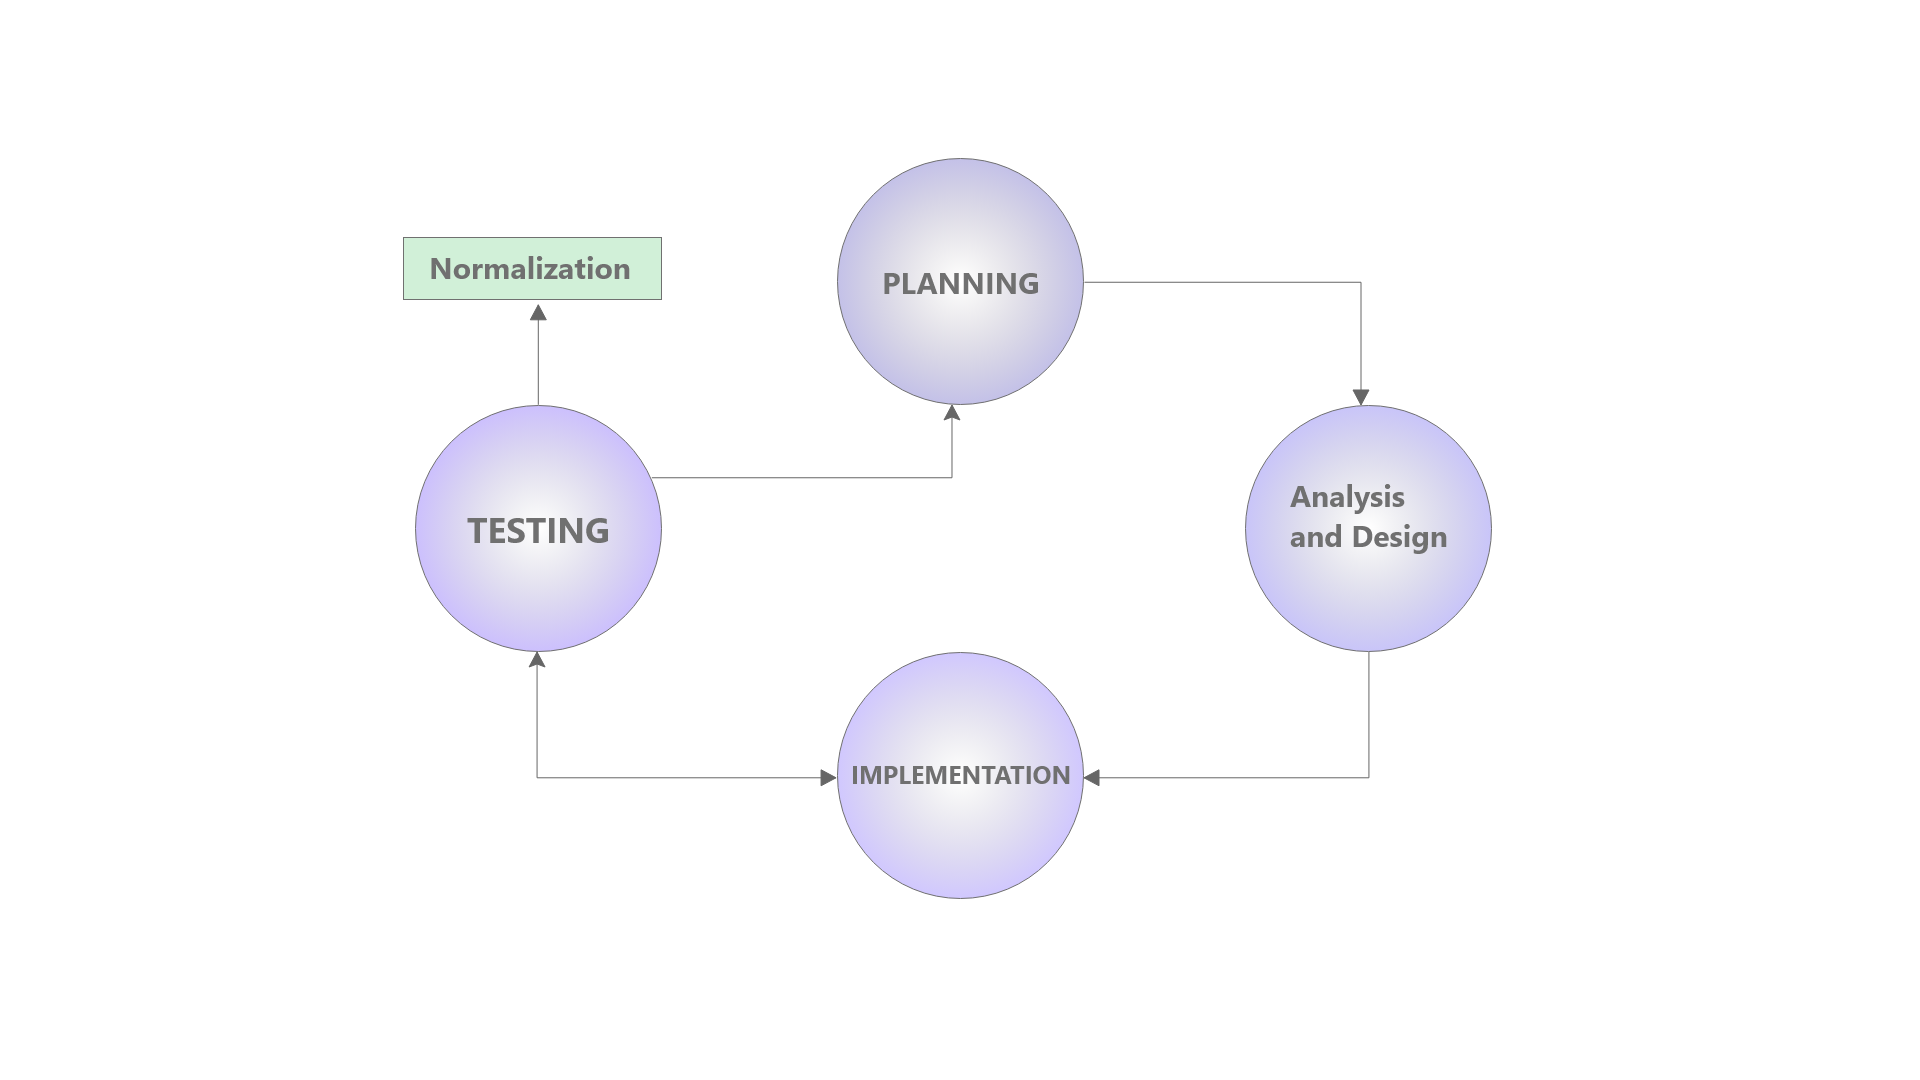 Normalization
PLANNING
TESTING
Analysis
and Design
IMPLEMENTATION